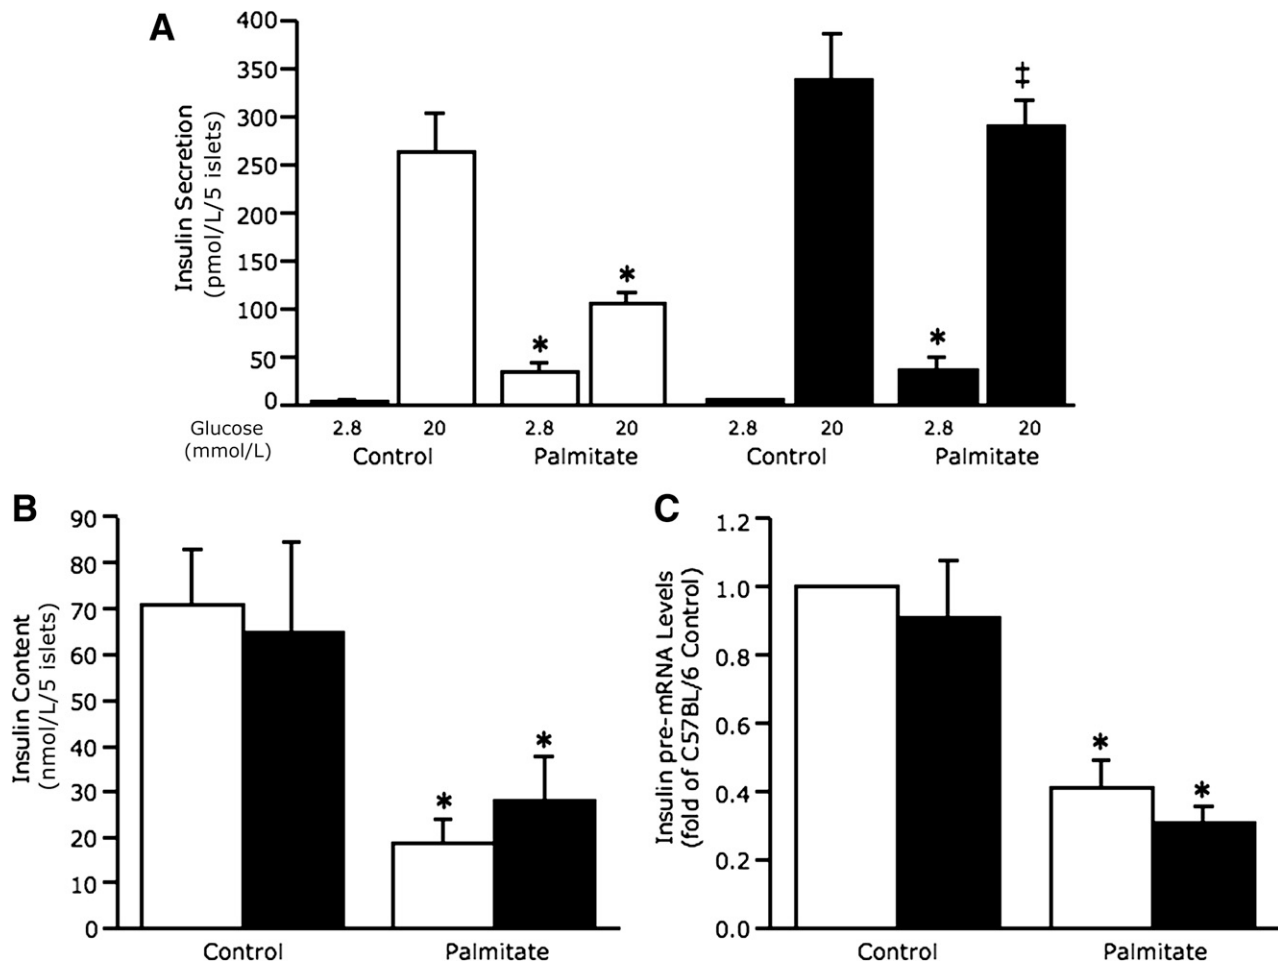 A
Insulin Secretion
(pmol/L/5 islets)
400
350
300
250
200
150
100
50
0
*
*
*
‡
Glucose
(mmol/L)
2.8 20 2.8 20 2.8 20 2.8 20
Control Palmitate Control Palmitate
B
Insulin Content
(nmol/L/5 islets)
90
80
70
60
50
40
30
20
10
0
*
*
Control Palmitate
C
Insulin pre-mRNA Levels
(fold of C57BL/6 Control)
1.2
1.0
0.8
0.6
0.4
0.2
0.0
*
*
Control Palmitate